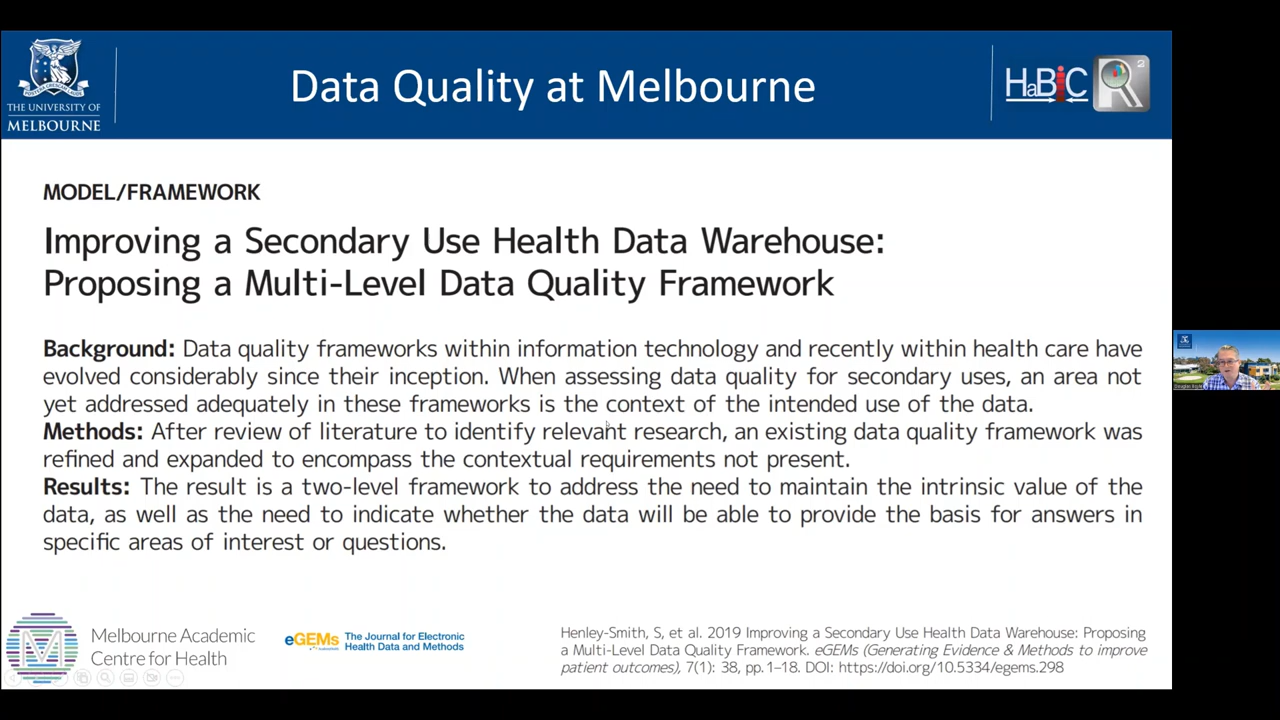 THE UNIVERSITY OF
MELBOURNE
Data Quality at Melbourne
HaBiC R2
MODEL/FRAMEWORK
Improving a Secondary Use Health Data Warehouse:
Proposing a Multi-Level Data Quality Framework
Background: Data quality frameworks within information technology and recently within health care have
evolved considerably since their inception. When assessing data quality for secondary uses, an area not
yet addressed adequately in these frameworks is the context of the intended use of the data.
Methods: After review of literature to identify relevant research, an existing data quality framework was
refined and expanded to encompass the contextual requirements not present.
Results: The result is a two-level framework to address the need to maintain the intrinsic value of the
data, as well as the need to indicate whether the data will be able to provide the basis for answers in
specific areas of interest or questions.
Melbourne Academic
Centre for Health
eGEMs
The Journal for Electronic
Health Data and Methods
Henley-Smith, S, et al. 2019 Improving a Secondary Use Health Data Warehouse: Proposing
a Multi-Level Data Quality Framework. eGEMs (Generating Evidence & Methods to improve
patient outcomes), 7(1): 38, pp. 1–18. DOI: https://doi.org/10.5334/egems.298